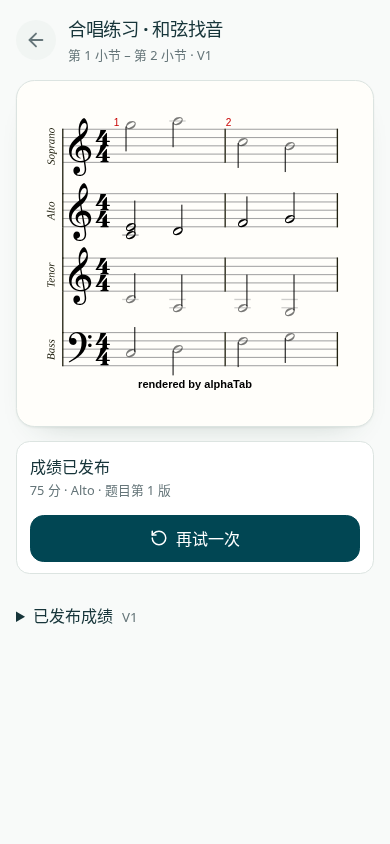 合唱练习 · 和弦找音
第 1 小节 – 第 2 小节 · V1
1
2
Soprano
Alto
Tenor
Bass
rendered by alphaTab
成绩已发布
75 分 · Alto · 题目第 1 版
再试一次
已发布成绩 V1